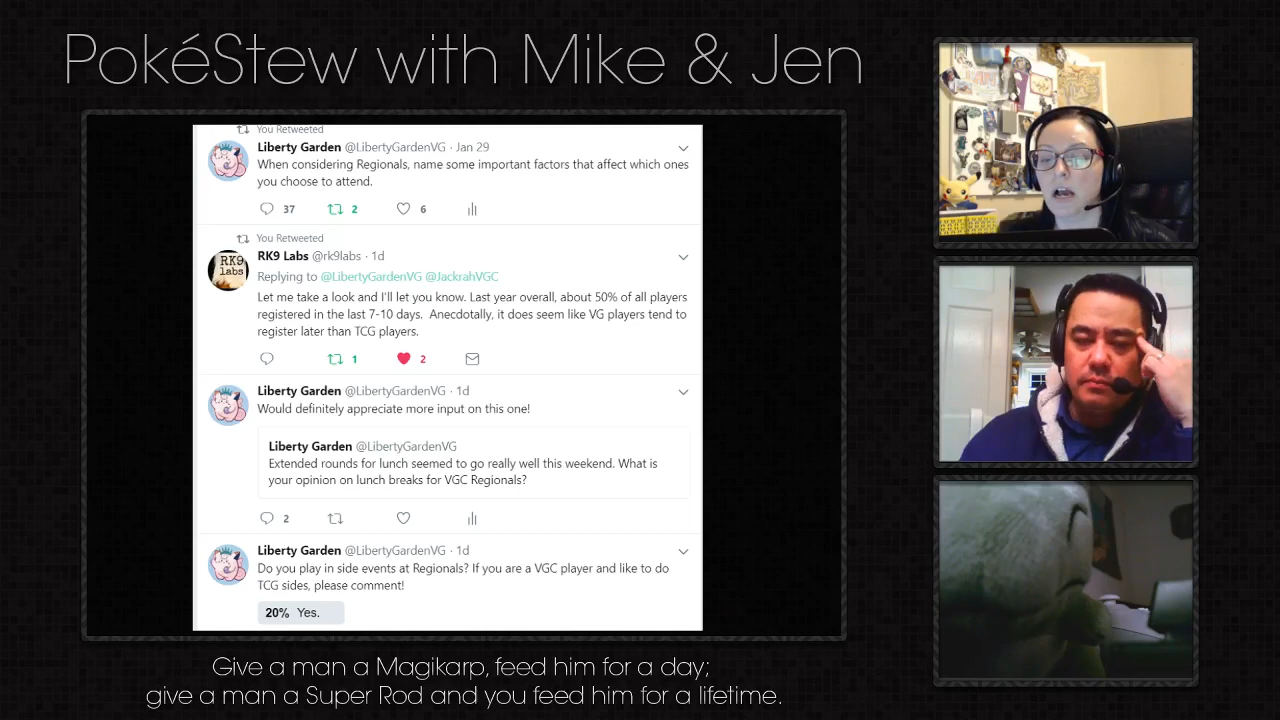 PokéStew with Mike & Jen
You Retweeted
Liberty Garden @LibertyGardenVG · Jan 29
When considering Regionals, name some important factors that affect which ones
you choose to attend.
37 2 6
You Retweeted
RK9 labs
RK9 Labs @rk9labs · 1d
Replying to @LibertyGardenVG @JackrahVGC
Let me take a look and I'll let you know. Last year overall, about 50% of all players
registered in the last 7-10 days. Anecdotally, it does seem like VG players tend to
register later than TCG players.
1 2
Liberty Garden @LibertyGardenVG · 1d
Would definitely appreciate more input on this one!
Liberty Garden @LibertyGardenVG
Extended rounds for lunch seemed to go really well this weekend. What is
your opinion on lunch breaks for VGC Regionals?
2
Liberty Garden @LibertyGardenVG · 1d
Do you play in side events at Regionals? If you are a VGC player and like to do
TCG sides, please comment!
20% Yes.
Give a man a Magikarp, feed him for a day;
give a man a Super Rod and you feed him for a lifetime.